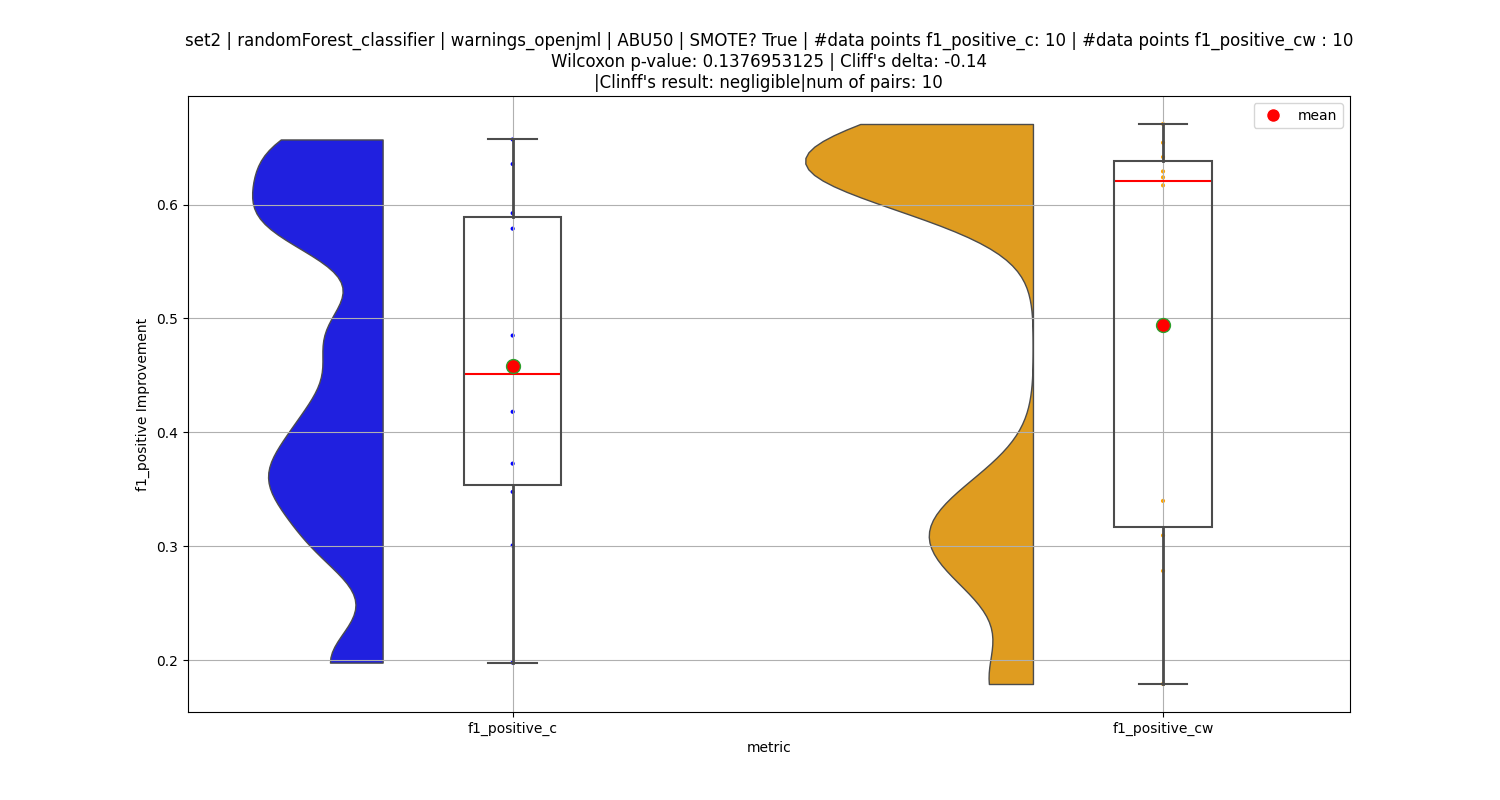 set2 | randomForest_classifier | warnings_openjml | ABU50 | SMOTE? True | #data points f1_positive_c: 10 | #data points f1_positive_cw : 10
Wilcoxon p-value: 0.1376953125 | Cliff's delta: -0.14
|Clinff's result: negligible|num of pairs: 10
mean
f1_positive Improvement
0.6
0.5
0.4
0.3
0.2
f1_positive_c
f1_positive_cw
metric